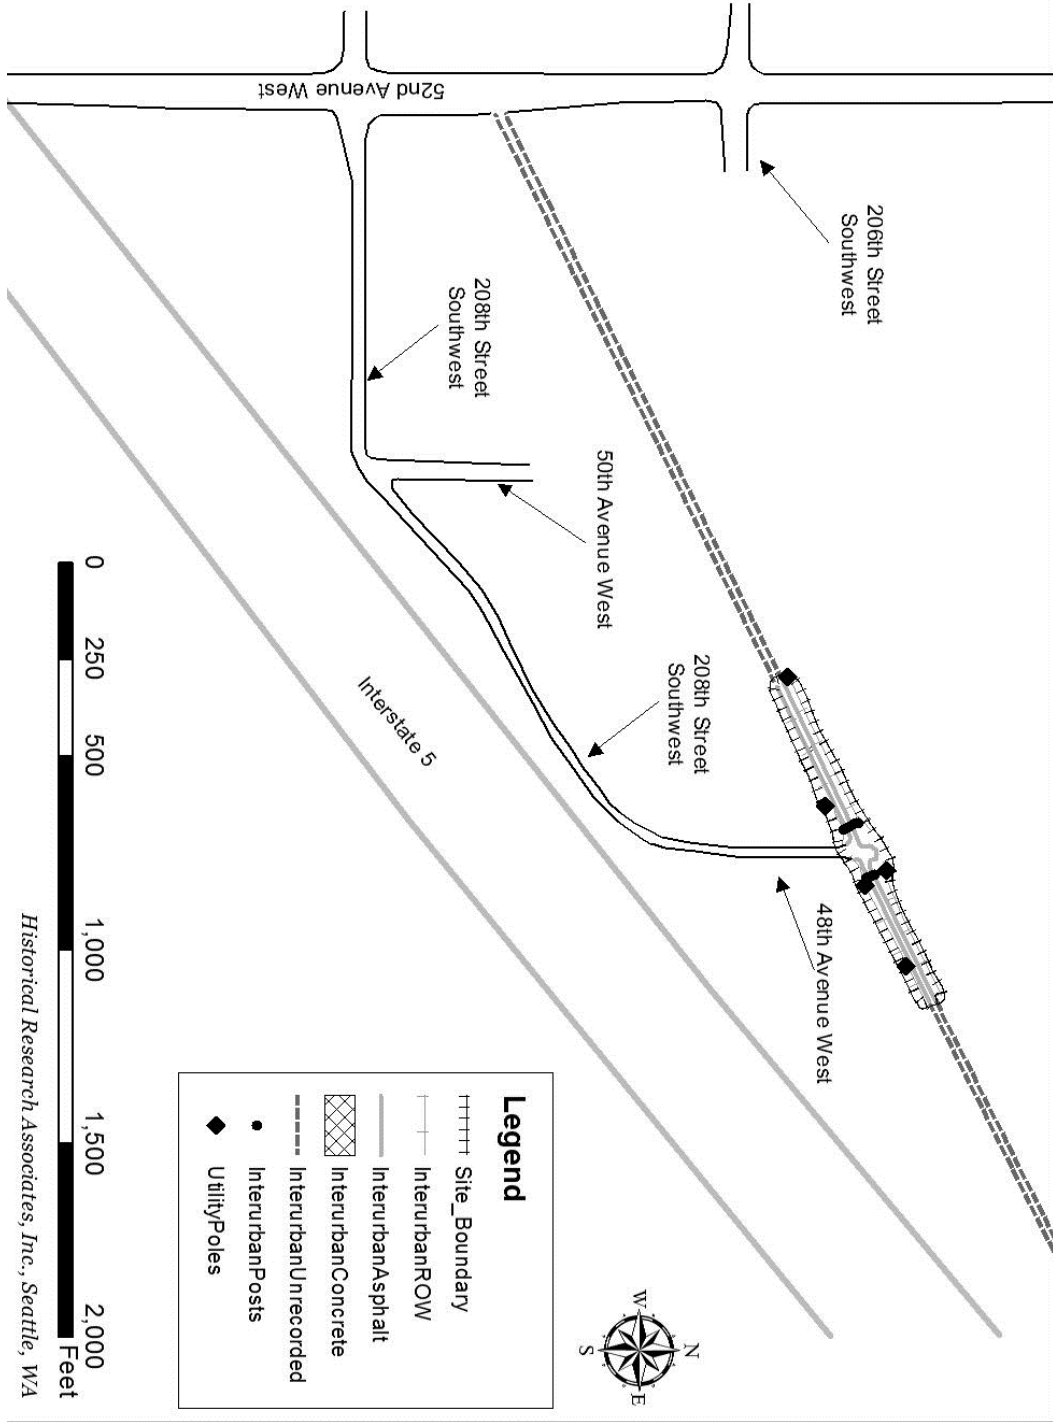 52nd Avenue West
206th Street
Southwest
208th Street
Southwest
50th Avenue West
208th Street
Southwest
48th Avenue West
Interstate 5
N
W
E
S
Legend
Site_Boundary
InterurbanROW
InterurbanAsphalt
InterurbanConcrete
InterurbanUnrecorded
InterurbanPosts
UtilityPoles
0 250 500 1,000 1,500 2,000
Feet
Historical Research Associates, Inc., Seattle, WA